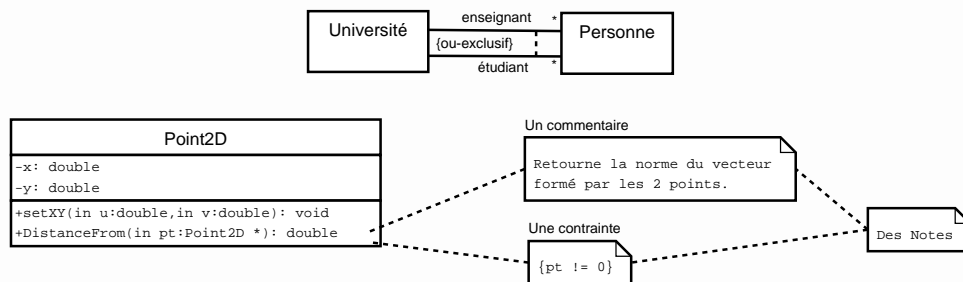 Université
enseignant *
{ou-exclusif}
étudiant *
Personne
Point2D
-x: double
-y: double
+setXY(in u:double,in v:double): void
+DistanceFrom(in pt:Point2D *): double
Un commentaire
Retourne la norme du vecteur
formé par les 2 points.
Une contrainte
{pt != 0}
Des Notes